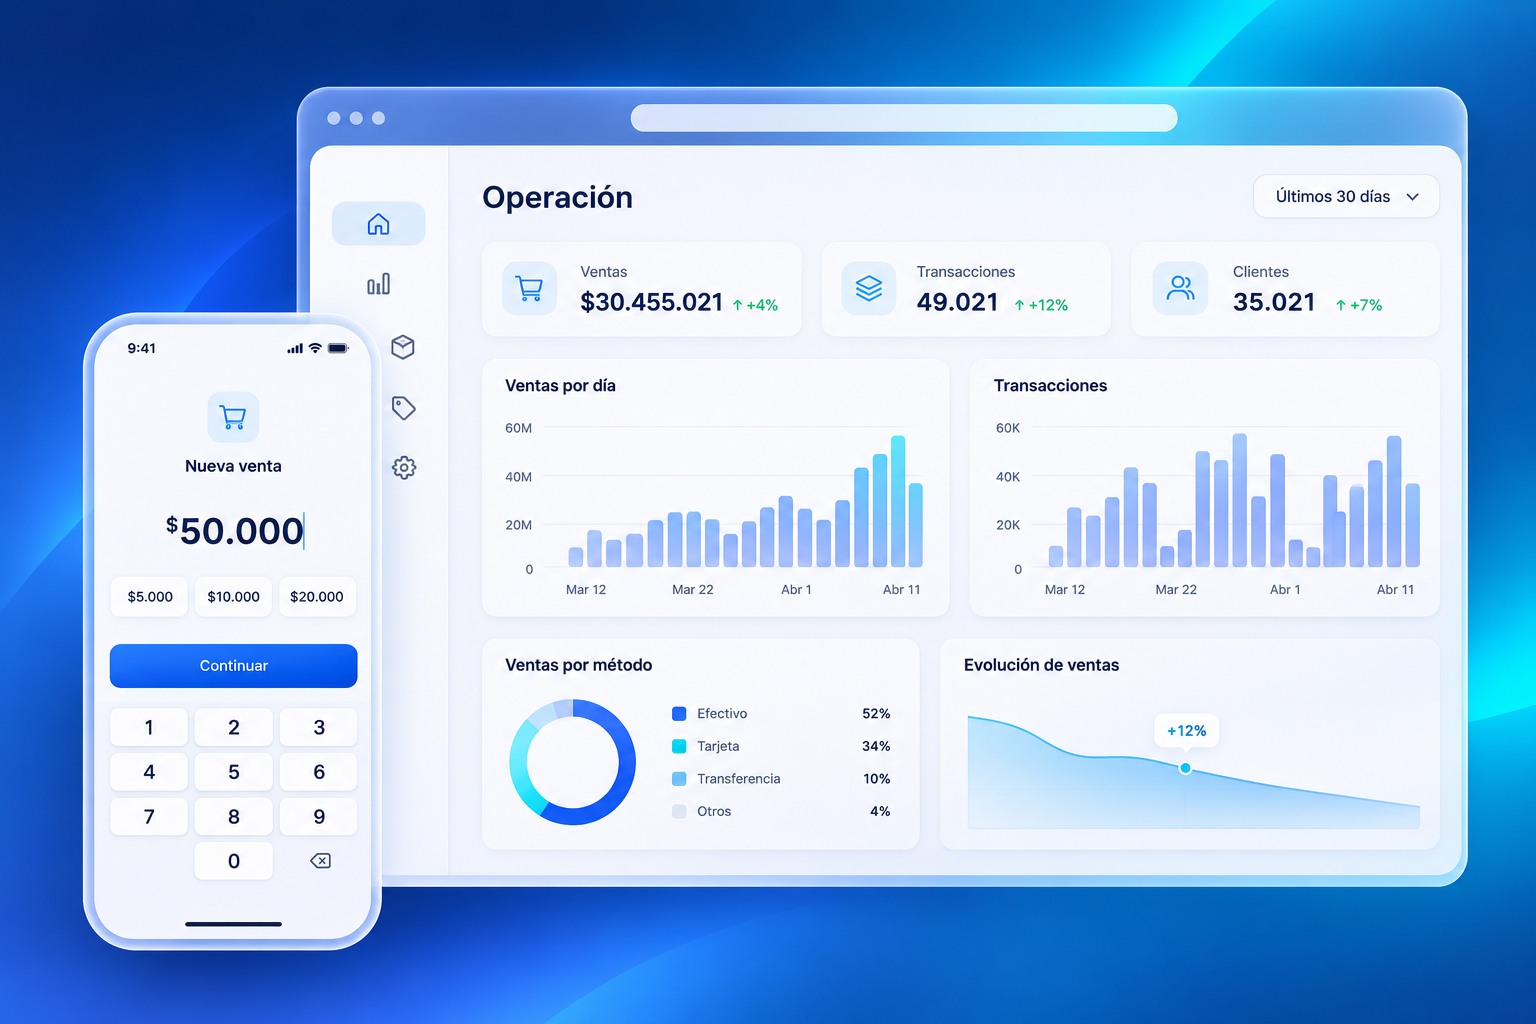 Operación
Últimos 30 días
Ventas
$30.455.021 ↑ +4%
Transacciones
49.021 ↑ +12%
Clientes
35.021 ↑ +7%
Ventas por día
60M
40M
20M
0
Mar 12 Mar 22 Abr 1 Abr 11
Transacciones
60K
40K
20K
0
Mar 12 Mar 22 Abr 1 Abr 11
Ventas por método
Efectivo 52%
Tarjeta 34%
Transferencia 10%
Otros 4%
Evolución de ventas
+12%
9:41
Nueva venta
$50.000
$5.000 $10.000 $20.000
Continuar
1 2 3
4 5 6
7 8 9
0